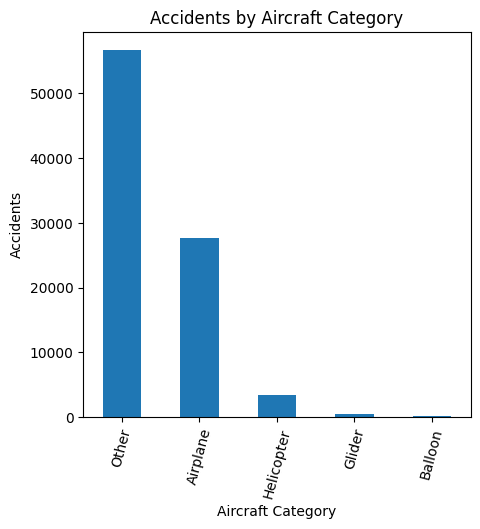 Accidents by Aircraft Category
Accidents
50000
40000
30000
20000
10000
0
Other
Airplane
Helicopter
Glider
Balloon
Aircraft Category